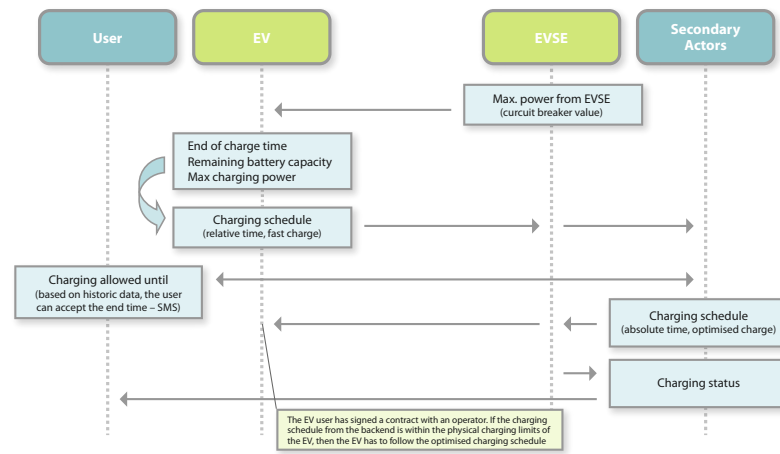 User
EV
EVSE
Secondary
Actors
Max. power from EVSE
(curcuit breaker value)
End of charge time
Remaining battery capacity
Max charging power
Charging schedule
(relative time, fast charge)
Charging allowed until
(based on historic data, the user
can accept the end time – SMS)
Charging schedule
(absolute time, optimised charge)
Charging status
The EV user has signed a contract with an operator. If the charging
schedule from the backend is within the physical charging limits of
the EV, then the EV has to follow the optimised charging schedule